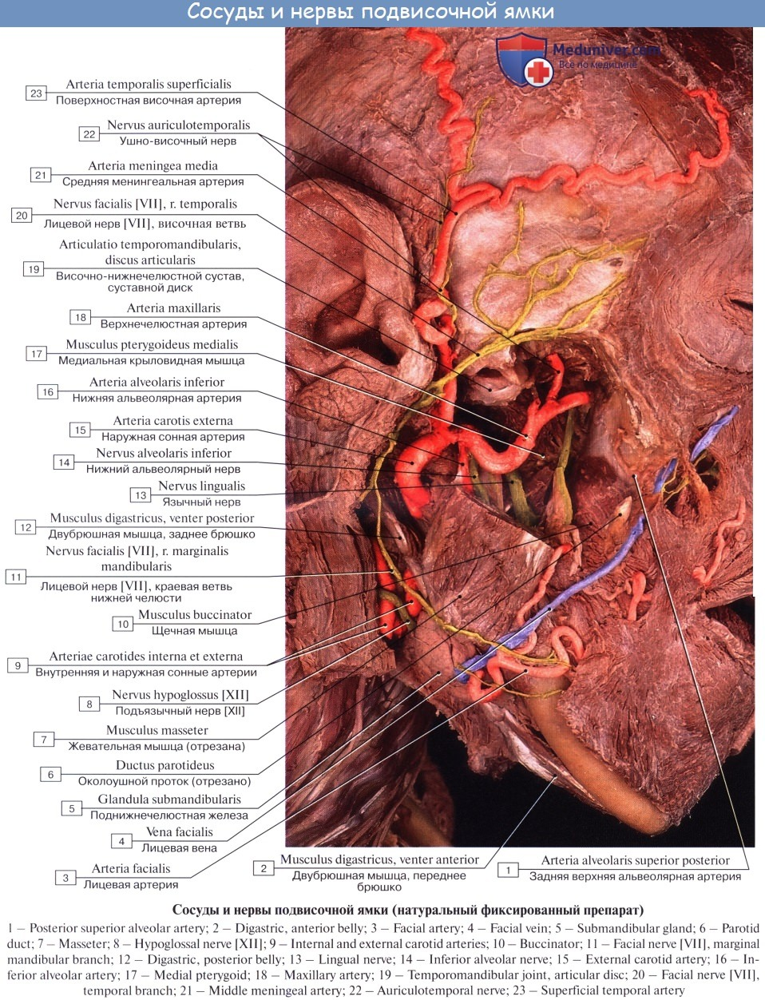 Сосуды и нервы подвисочной ямки
Meduniver.com
Все по медицине
23
Arteria temporalis superficialis
Поверхностная височная артерия
22
Nervus auriculotemporalis
Ушно-височный нерв
21
Arteria meningea media
Средняя менингеальная артерия
20
Nervus facialis [VII], r. temporalis
Лицевой нерв [VII], височная ветвь
19
Articulatio temporomandibularis,
discus articularis
Височно-нижнечелюстной сустав,
суставной диск
18
Arteria maxillaris
Верхнечелюстная артерия
17
Musculus pterygoideus medialis
Медиальная крыловидная мышца
16
Arteria alveolaris inferior
Нижняя альвеолярная артерия
15
Arteria carotis externa
Наружная сонная артерия
14
Nervus alveolaris inferior
Нижний альвеолярный нерв
13
Nervus lingualis
Язычный нерв
12
Musculus digastricus, venter posterior
Двубрюшная мышца, заднее брюшко
11
Nervus facialis [VII], r. marginalis
mandibularis
Лицевой нерв [VII], краевая ветвь
нижней челюсти
10
Musculus buccinator
Щечная мышца
9
Arteriae carotides interna et externa
Внутренняя и наружная сонные артерии
8
Nervus hypoglossus [XII]
Подъязычный нерв [XII]
7
Musculus masseter
Жевательная мышца (отрезана)
6
Ductus parotideus
Околоушной проток (отрезано)
5
Glandula submandibularis
Поднижнечелюстная железа
4
Vena facialis
Лицевая вена
3
Arteria facialis
Лицевая артерия
2
Musculus digastricus, venter anterior
Двубрюшная мышца, переднее
брюшко
1
Arteria alveolaris superior posterior
Задняя верхняя альвеолярная артерия
Сосуды и нервы подвисочной ямки (натуральный фиксированный препарат)
1 – Posterior superior alveolar artery; 2 – Digastric, anterior belly; 3 – Facial artery; 4 – Facial vein; 5 – Submandibular gland; 6 – Parotid
duct; 7 – Masseter; 8 – Hypoglossal nerve [XII]; 9 – Internal and external carotid arteries; 10 – Buccinator; 11 – Facial nerve [VII], marginal
mandibular branch; 12 – Digastric, posterior belly; 13 – Lingual nerve; 14 – Inferior alveolar nerve; 15 – External carotid artery; 16 – In-
ferior alveolar artery; 17 – Medial pterygoid; 18 – Maxillary artery; 19 – Temporomandibular joint, articular disc; 20 – Facial nerve [VII],
temporal branch; 21 – Middle meningeal artery; 22 – Auriculotemporal nerve; 23 – Superficial temporal artery